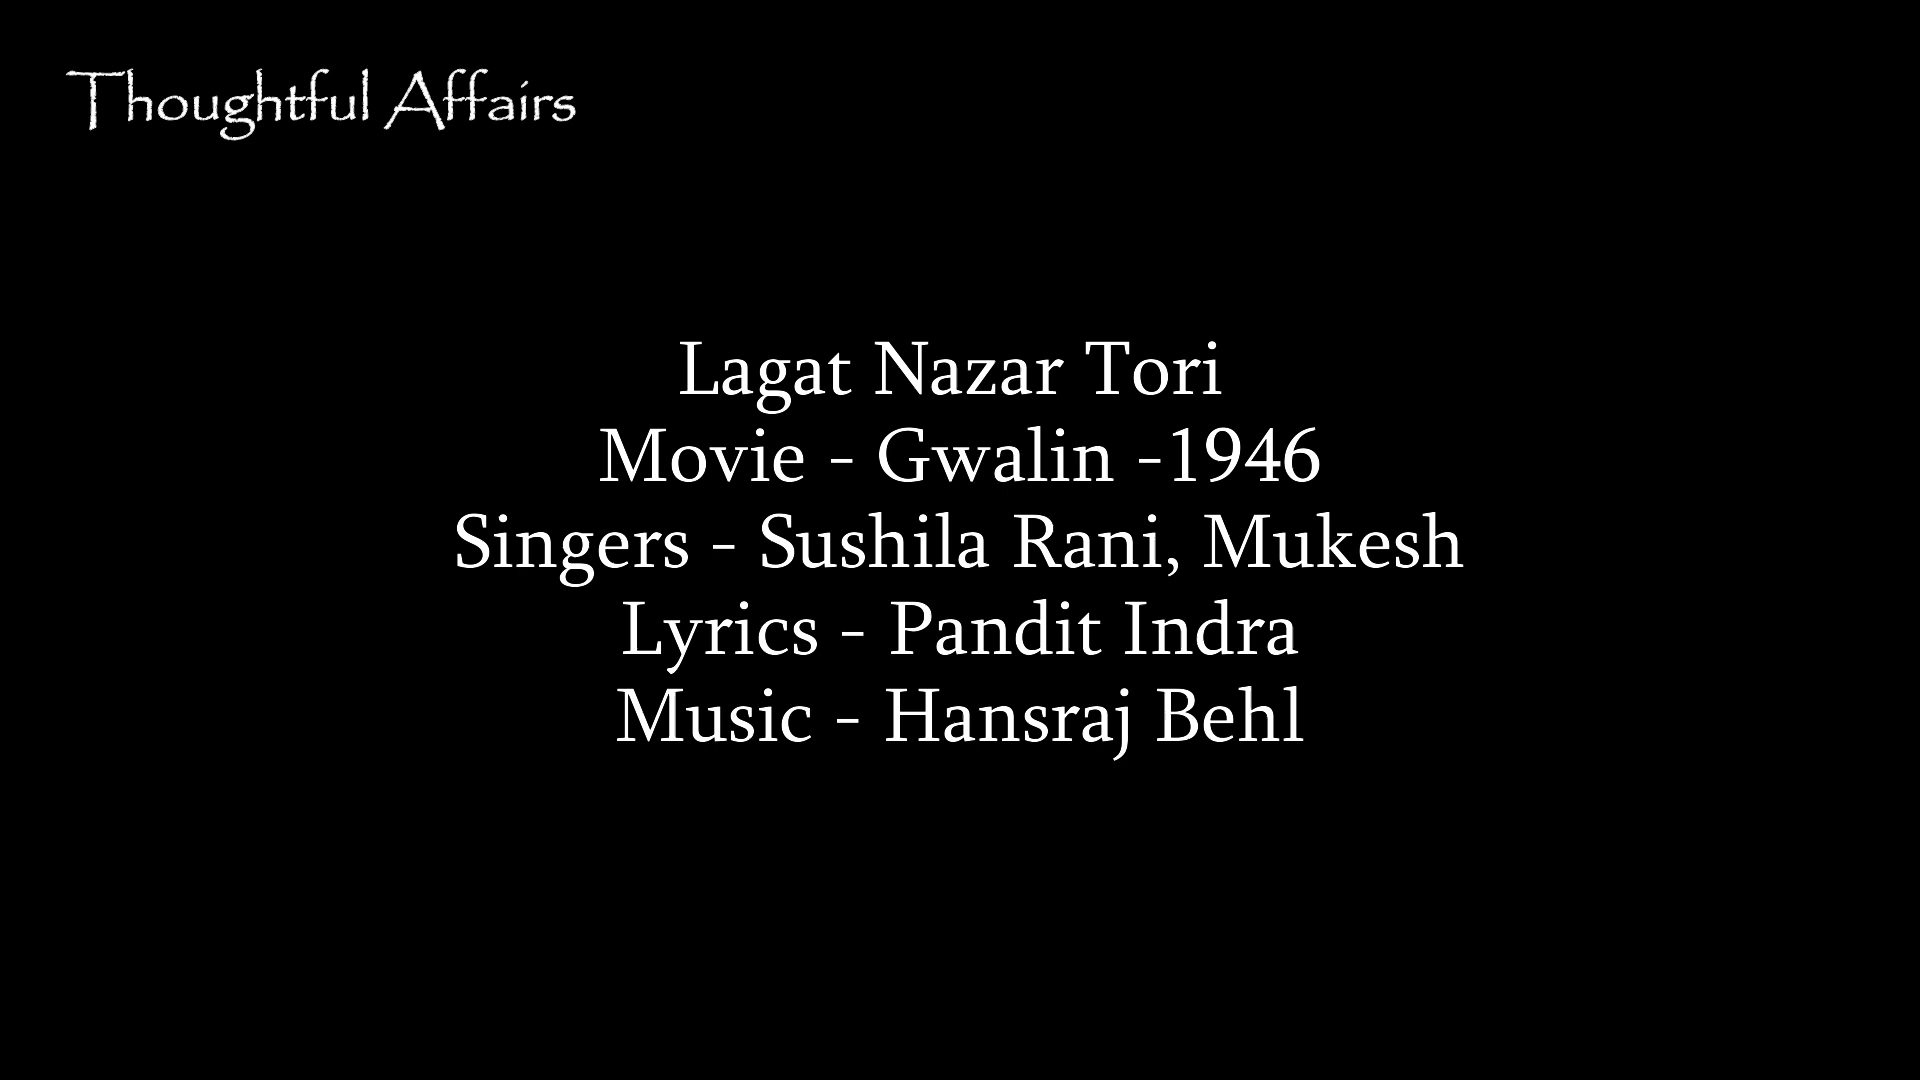 Thoughtful Affairs
Lagat Nazar Tori
Movie - Gwalin -1946
Singers - Sushila Rani, Mukesh
Lyrics - Pandit Indra
Music - Hansraj Behl